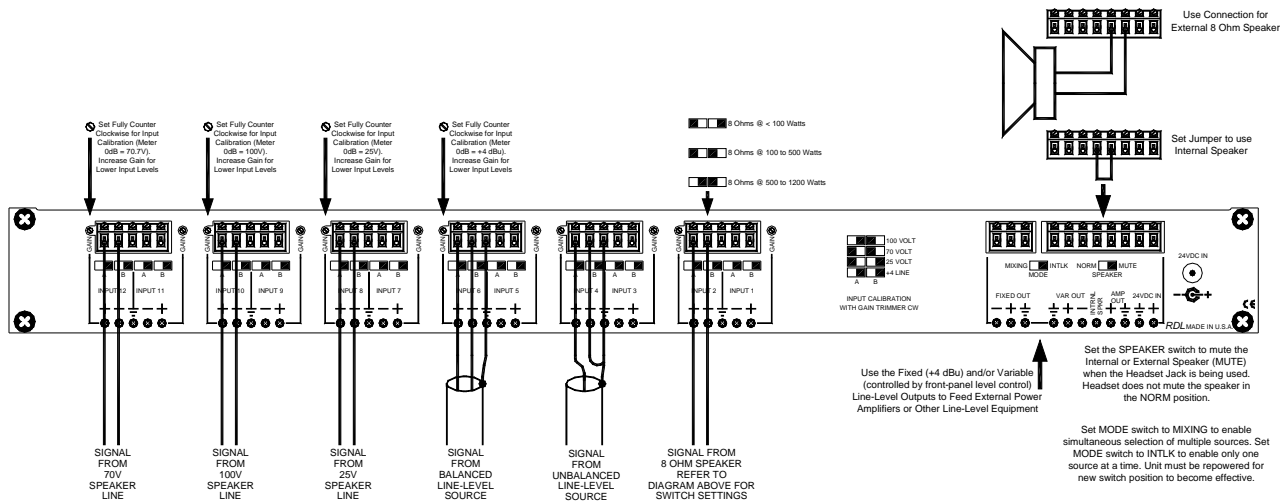 Use Connection for
External 8 Ohm Speaker
Set Fully Counter
Clockwise for Input
Calibration (Meter
0dB = 70.7V).
Increase Gain for
Lower Input Levels
Set Fully Counter
Clockwise for Input
Calibration (Meter
0dB = 100V).
Increase Gain for
Lower Input Levels
Set Fully Counter
Clockwise for Input
Calibration (Meter
0dB = 25V).
Increase Gain for
Lower Input Levels
Set Fully Counter
Clockwise for Input
Calibration (Meter
0dB = +4 dBu).
Increase Gain for
Lower Input Levels
8 Ohms @ < 100 Watts
8 Ohms @ 100 to 500 Watts
8 Ohms @ 500 to 1200 Watts
Set Jumper to use
Internal Speaker
GAIN GAIN
A B A B
INPUT 12 INPUT 11
GAIN GAIN
A B A B
INPUT 10 INPUT 9
GAIN GAIN
A B A B
INPUT 8 INPUT 7
GAIN GAIN
A B A B
INPUT 6 INPUT 5
GAIN GAIN
A B A B
INPUT 4 INPUT 3
GAIN GAIN
A B A B
INPUT 2 INPUT 1
100 VOLT
70 VOLT
25 VOLT
+4 LINE
A B
INPUT CALIBRATION
WITH GAIN TRIMMER CW
MIXING INTLK
MODE
NORM MUTE
SPEAKER
24VDC IN
FIXED OUT VAR OUT INTRNL SPKR AMP OUT 24VDC IN
CE
RDL MADE IN U.S.A.
Use the Fixed (+4 dBu) and/or Variable
(controlled by front-panel level control)
Line-Level Outputs to Feed External Power
Amplifiers or Other Line-Level Equipment
Set the SPEAKER switch to mute the
Internal or External Speaker (MUTE)
when the Headset Jack is being used.
Headset does not mute the speaker in
the NORM position.
Set MODE switch to MIXING to enable
simultaneous selection of multiple sources. Set
MODE switch to INTLK to enable only one
source at a time. Unit must be repowered for
new switch position to become effective.
SIGNAL
FROM
70V
SPEAKER
LINE
SIGNAL
FROM
100V
SPEAKER
LINE
SIGNAL
FROM
25V
SPEAKER
LINE
SIGNAL
FROM
BALANCED
LINE-LEVEL
SOURCE
SIGNAL
FROM
UNBALANCED
LINE-LEVEL
SOURCE
SIGNAL FROM
8 OHM SPEAKER
REFER TO
DIAGRAM ABOVE FOR
SWITCH SETTINGS